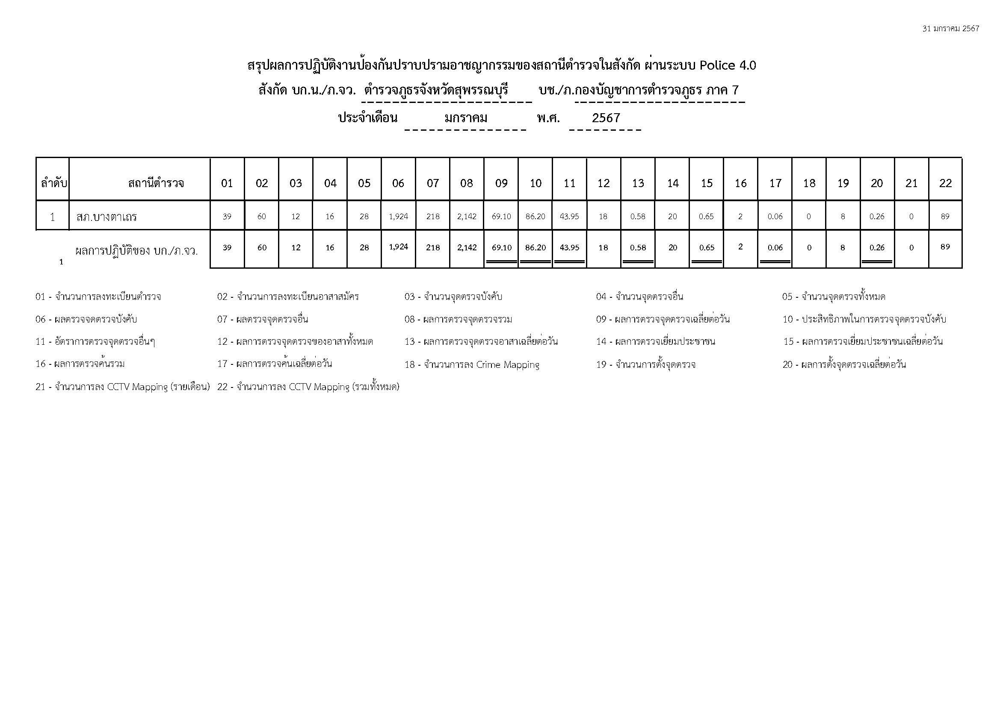 31 มกราคม 2567
สรุปผลการปฏิบัติงานป้องกันปราบปรามอาชญากรรมของสถานีตำรวจในสังกัด ผ่านระบบ Police 4.0
สังกัด บก.น./ภ.จว. ตำรวจภูธรจังหวัดสุพรรณบุรี บช./ภ.กองบัญชาการตำรวจภูธร ภาค 7
ประจำเดือน มกราคม พ.ศ. 2567
ลำดับ สถานีตำรวจ 01 02 03 04 05 06 07 08 09 10 11 12 13 14 15 16 17 18 19 20 21 22
1 สภ.บางตาเถร 39 60 12 16 28 1,924 218 2,142 69.10 86.20 43.95 18 0.58 20 0.65 2 0.06 0 8 0.26 0 89
ผลการปฏิบัติของ บก./ภ.จว. 39 60 12 16 28 1,924 218 2,142 69.10 86.20 43.95 18 0.58 20 0.65 2 0.06 0 8 0.26 0 89
1
01 - จำนวนการลงทะเบียนตำรวจ 02 - จำนวนการลงทะเบียนอาสาสมัคร 03 - จำนวนจุดตรวจบังคับ 04 - จำนวนจุดตรวจอื่น 05 - จำนวนจุดตรวจทั้งหมด
06 - ผลตรวจจดตรวจบังคับ 07 - ผลตรวจจุดตรวจอื่น 08 - ผลการตรวจจุดตรวจรวม 09 - ผลการตรวจจุดตรวจเฉลี่ยต่อวัน 10 - ประสิทธิภาพในการตรวจจุดตรวจบังคับ
11 - อัตราการตรวจจุดตรวจอื่นๆ 12 - ผลการตรวจจุดตรวจของอาสาทั้งหมด 13 - ผลการตรวจจุดตรวจอาสาเฉลี่ยต่อวัน 14 - ผลการตรวจเยี่ยมประชาชน 15 - ผลการตรวจเยี่ยมประชาชนเฉลี่ยต่อวัน
16 - ผลการตรวจค้นรวม 17 - ผลการตรวจค้นเฉลี่ยต่อวัน 18 - จำนวนการลง Crime Mapping 19 - จำนวนการตั้งจุดตรวจ 20 - ผลการตั้งจุดตรวจเฉลี่ยต่อวัน
21 - จำนวนการลง CCTV Mapping (รายเดือน) 22 - จำนวนการลง CCTV Mapping (รวมทั้งหมด)